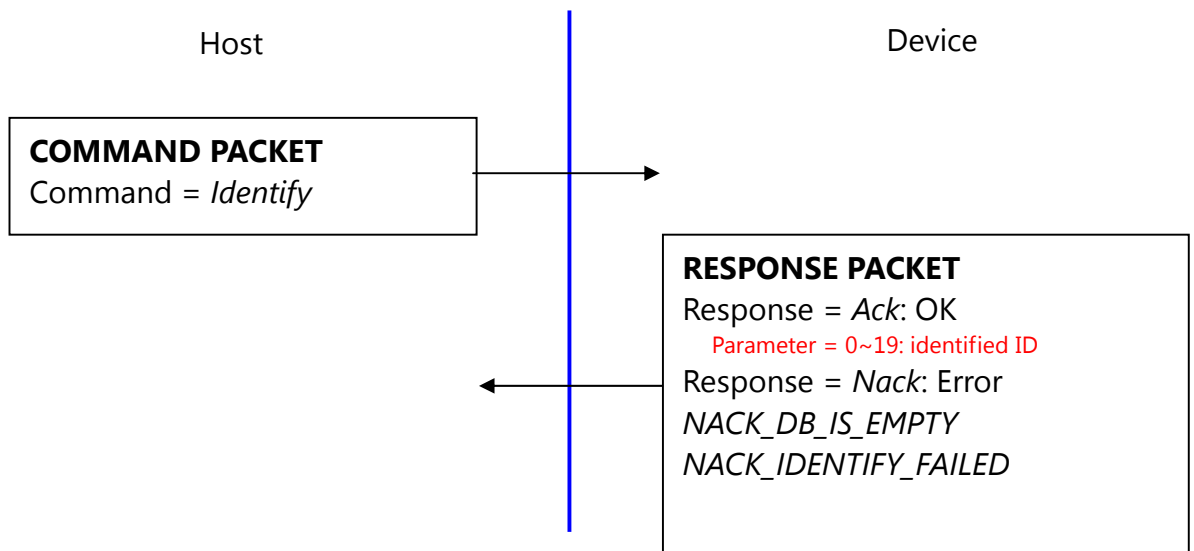 Host
Device
COMMAND PACKET
Command = Identify
RESPONSE PACKET
Response = Ack: OK
Parameter = 0~19: identified ID
Response = Nack: Error
NACK_DB_IS_EMPTY
NACK_IDENTIFY_FAILED